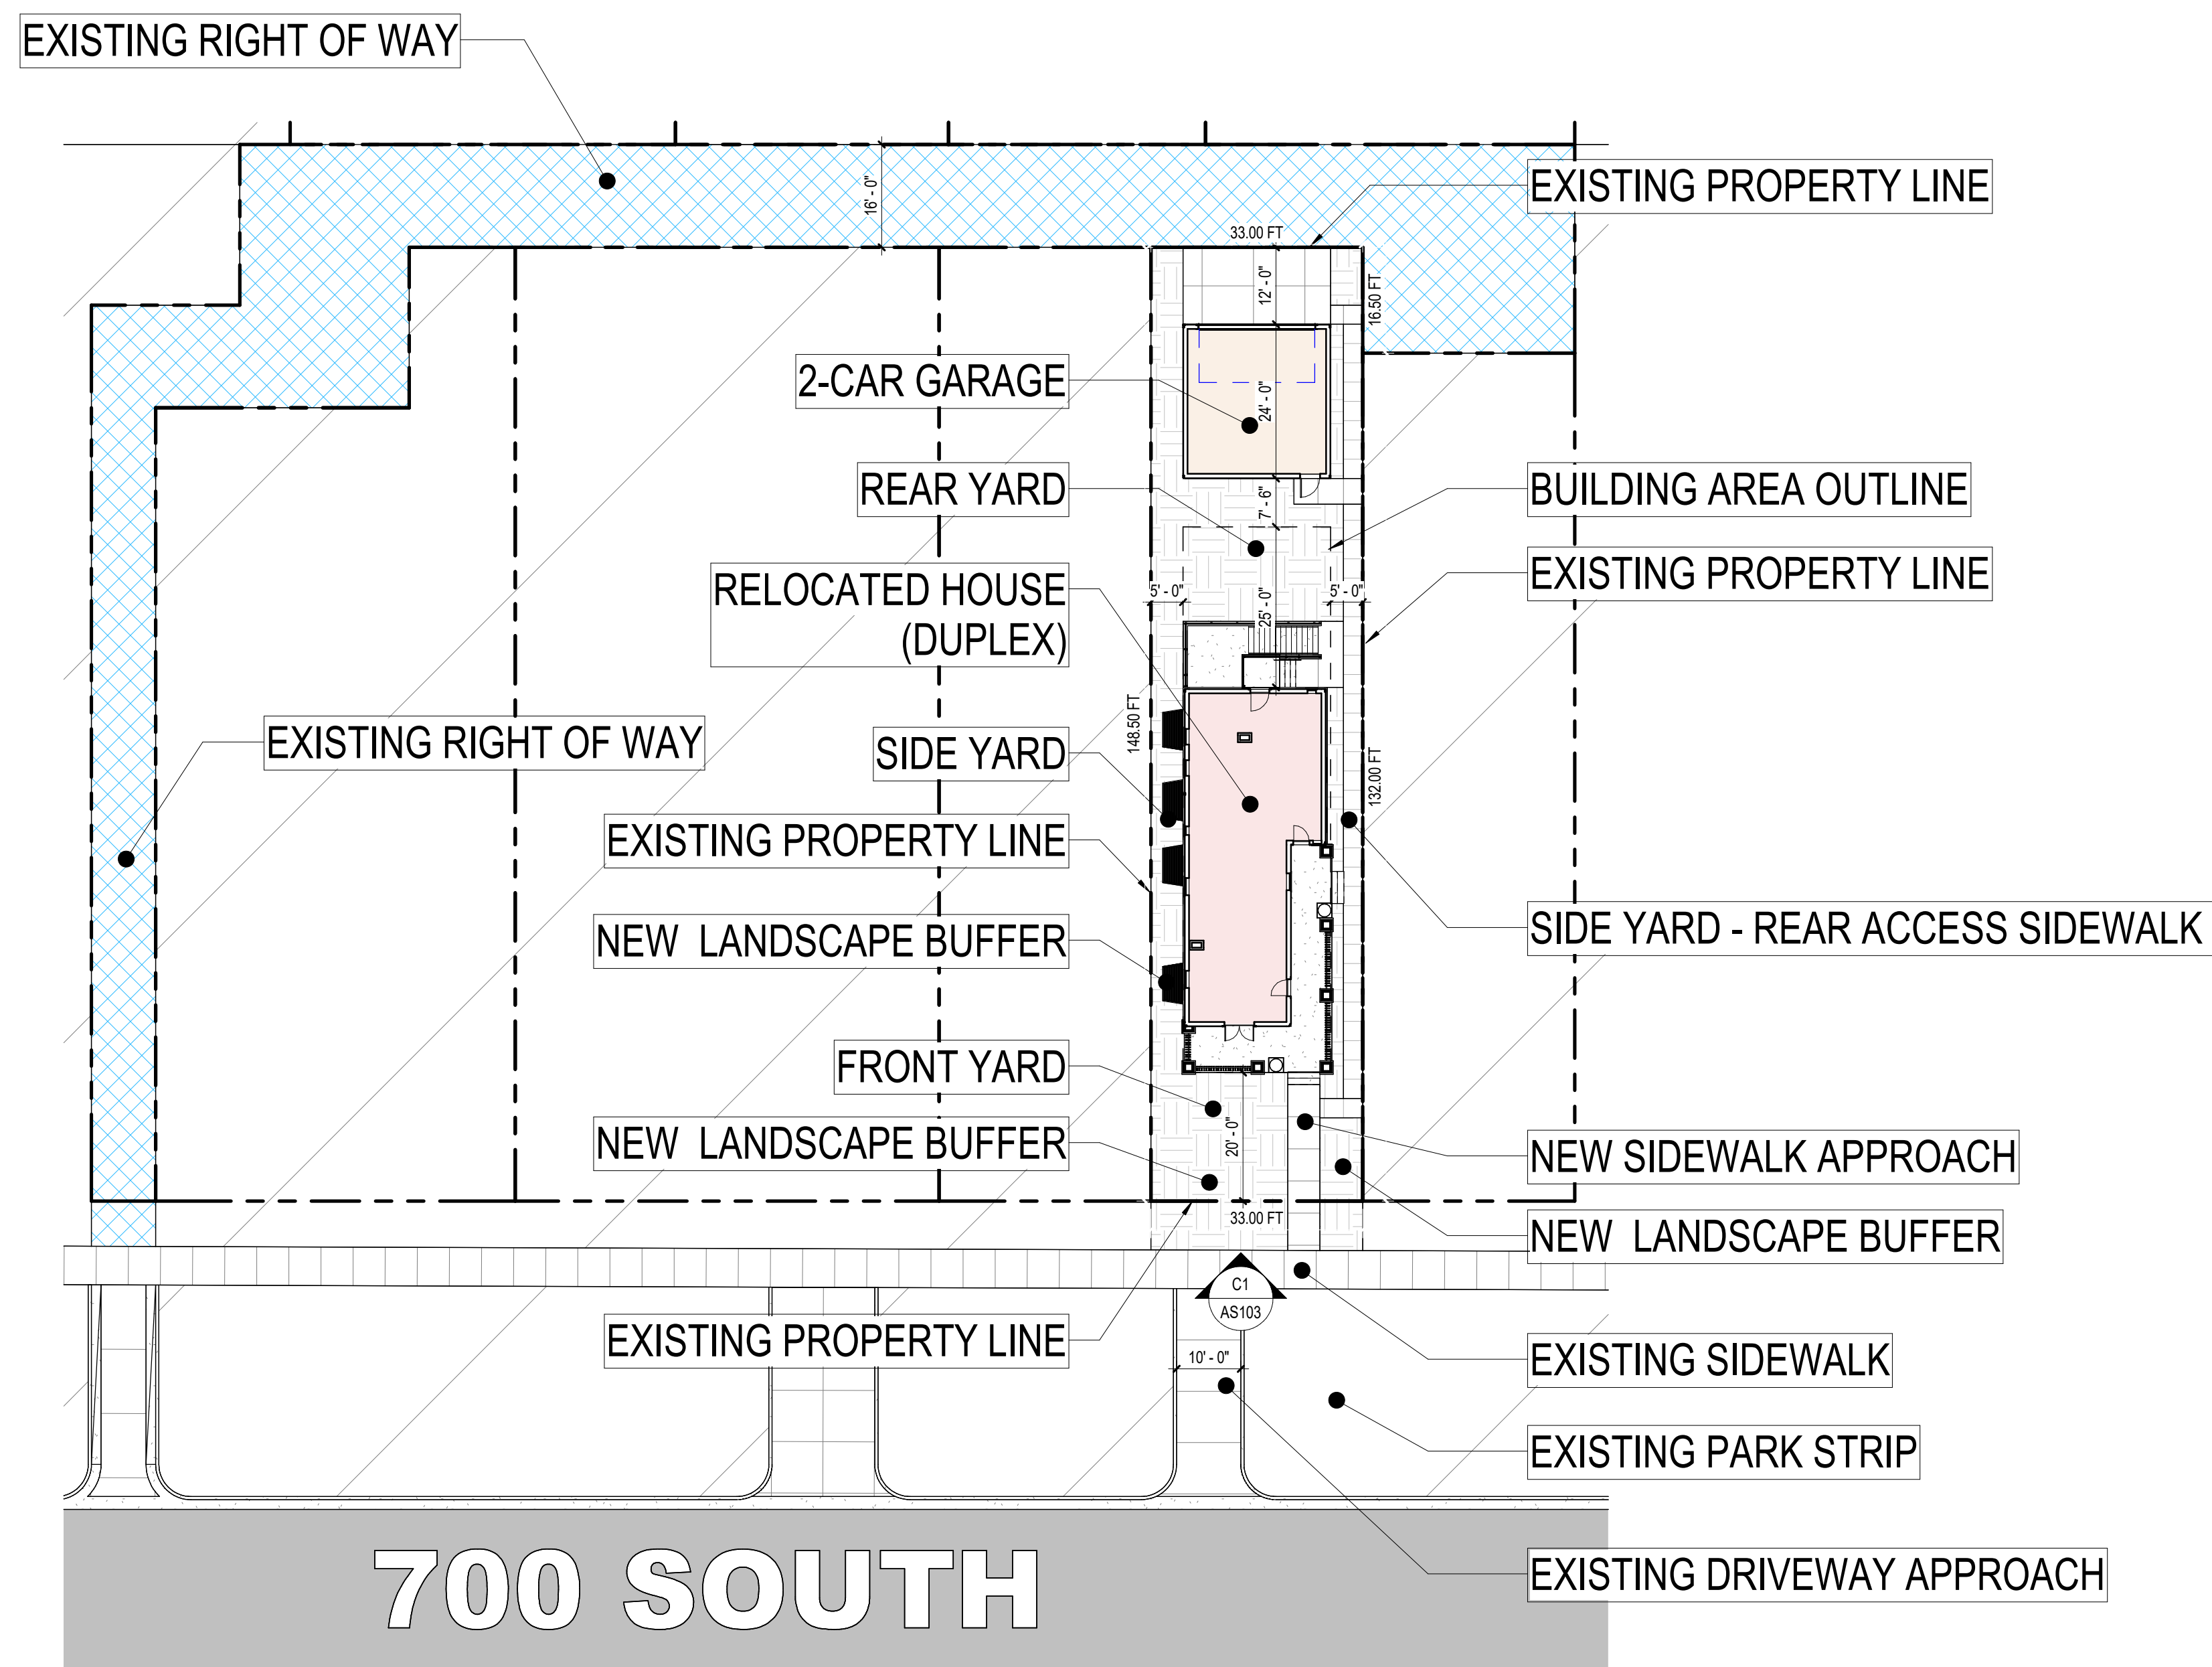 EXISTING RIGHT OF WAY
16' - 0"
EXISTING PROPERTY LINE
33.00 FT
12' - 0"
16.50 FT
2-CAR GARAGE
24' - 0"
REAR YARD
7' - 6"
BUILDING AREA OUTLINE
EXISTING PROPERTY LINE
RELOCATED HOUSE
(DUPLEX)
5' - 0"
25' - 0"
5' - 0"
EXISTING RIGHT OF WAY
148.50 FT
SIDE YARD
132.00 FT
EXISTING PROPERTY LINE
NEW LANDSCAPE BUFFER
SIDE YARD - REAR ACCESS SIDEWALK
FRONT YARD
NEW LANDSCAPE BUFFER
20' - 0"
NEW SIDEWALK APPROACH
33.00 FT
NEW LANDSCAPE BUFFER
C1
AS103
EXISTING PROPERTY LINE
10' - 0"
EXISTING SIDEWALK
EXISTING PARK STRIP
EXISTING DRIVEWAY APPROACH
700 SOUTH